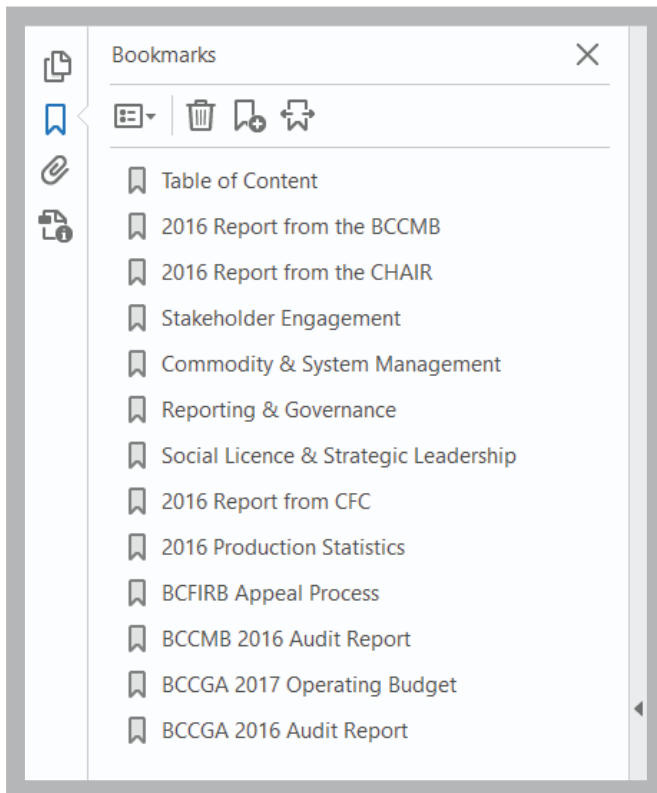 Bookmarks
Table of Content
2016 Report from the BCCMB
2016 Report from the CHAIR
Stakeholder Engagement
Commodity & System Management
Reporting & Governance
Social Licence & Strategic Leadership
2016 Report from CFC
2016 Production Statistics
BCFIRB Appeal Process
BCCMB 2016 Audit Report
BCCGA 2017 Operating Budget
BCCGA 2016 Audit Report